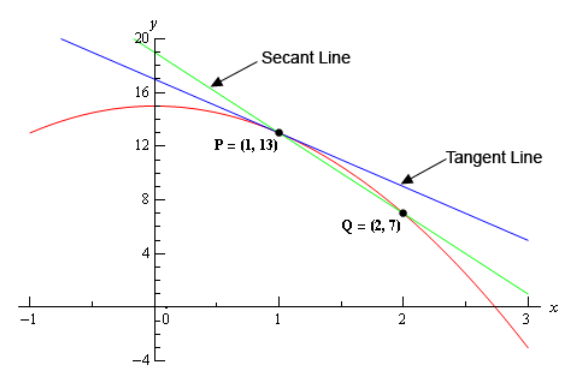 y
20
Secant Line
16
P = (1, 13)
12
Tangent Line
8
Q = (2, 7)
4
-1
-0
1
2
3
x
-4